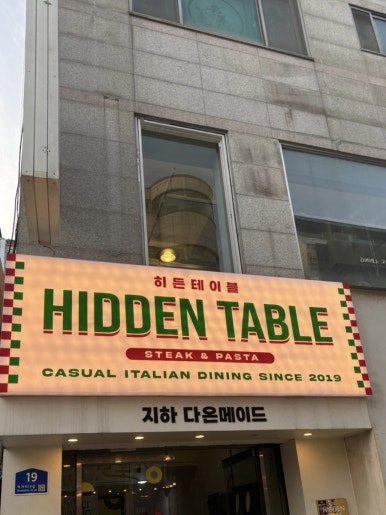 히든테이블
HIDDEN TABLE
STEAK & PASTA
CASUAL ITALIAN DINING SINCE 2019
지하 다온메이드
19
HIDDEN